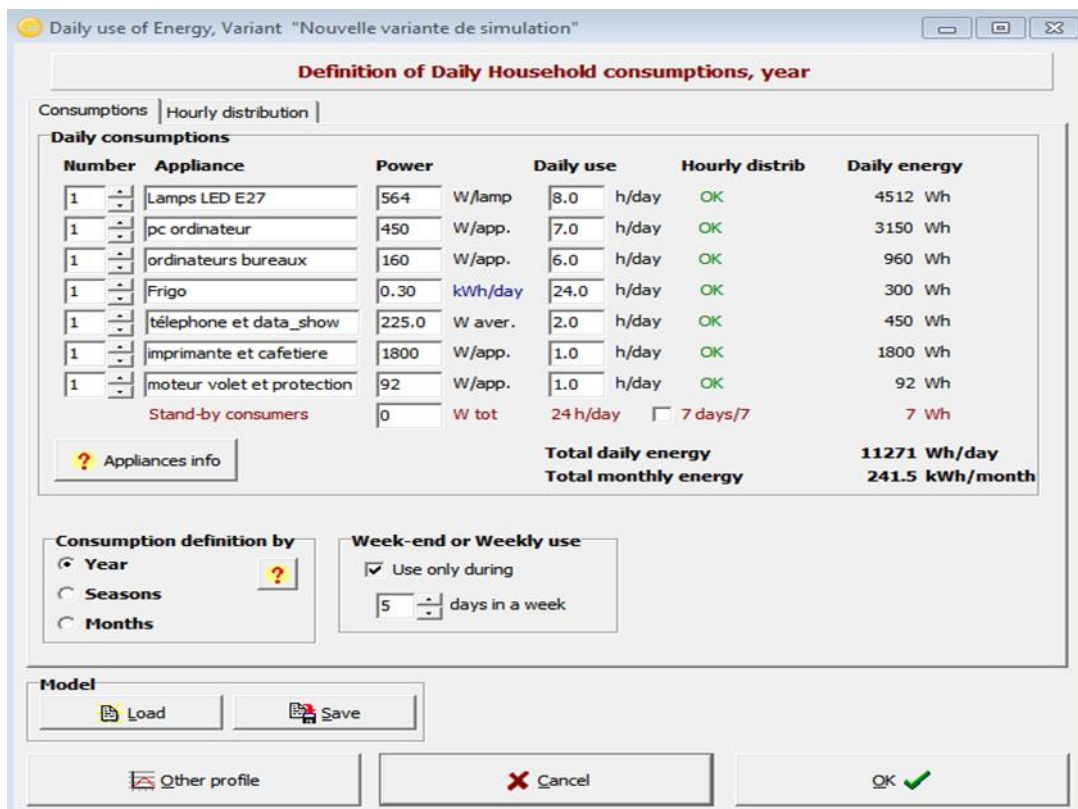 Daily use of Energy, Variant "Nouvelle variante de simulation"
Definition of Daily Household consumptions, year
Consumptions Hourly distribution
Daily consumptions
Number Appliance Power Daily use Hourly distrib Daily energy
1 Lamps LED E27 564 W/lamp 8.0 h/day OK 4512 Wh
1 pc ordinateur 450 W/app. 7.0 h/day OK 3150 Wh
1 ordinateurs bureaux 160 W/app. 6.0 h/day OK 960 Wh
1 Frigo 0.30 kWh/day 24.0 h/day OK 300 Wh
1 télephone et data_show 225.0 W aver. 2.0 h/day OK 450 Wh
1 imprimante et cafetiere 1800 W/app. 1.0 h/day OK 1800 Wh
1 moteur volet et protection 92 W/app. 1.0 h/day OK 92 Wh
Stand-by consumers 0 W tot 24 h/day 7 days/7 7 Wh
? Appliances info
Total daily energy 11271 Wh/day
Total monthly energy 241.5 kWh/month
Consumption definition by
Year
?
Seasons
Months
Week-end or Weekly use
Use only during
5 days in a week
Model
Load Save
Other profile Cancel OK